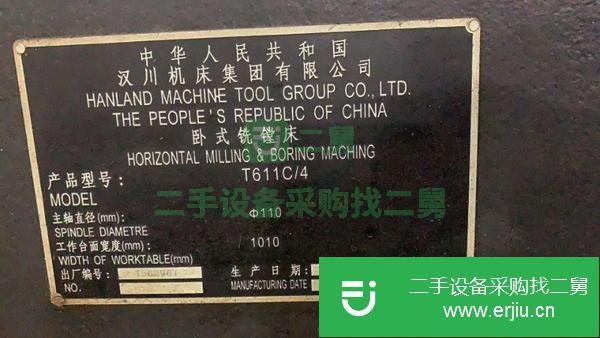 中华人民共和国
汉川机床集团有限公司
HANLAND MACHINE TOOL GROUP CO.,LTD.
THE PEOPLE'S REPUBLIC OF CHINA
二舅
卧式铣镗床
HORIZONTAL MILLING & BORING MACHING
产品型号: T611C/4
MODEL
二手设备采购找二舅
主轴直径(mm): Φ110
SPINDLE DIAMETRE
工作台面宽度(mm): / 1010
WIDTH OF WORKTABLE(mm)
出厂编号: 生产日期:
NO. MANUFACTURING DATE
二手设备采购找二舅
www.erjiu.cn